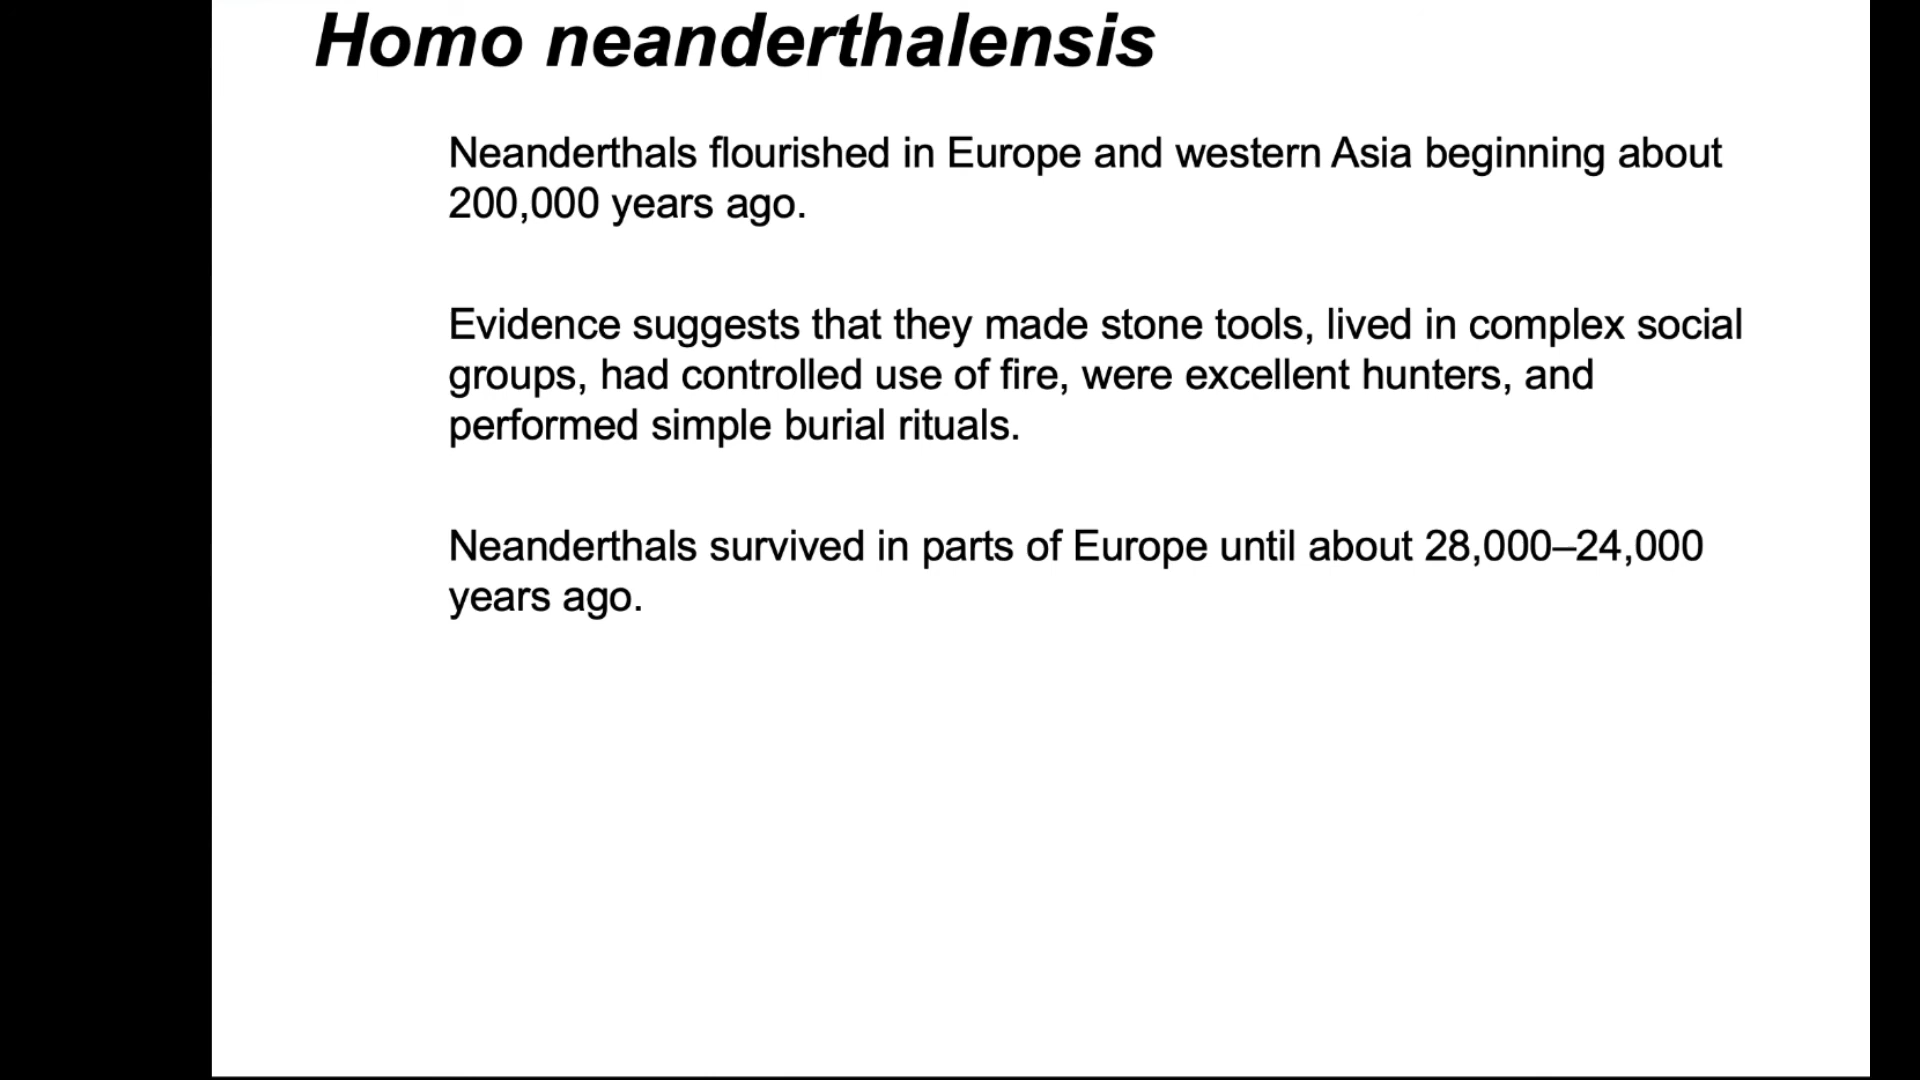 Homo neanderthalensis
Neanderthals flourished in Europe and western Asia beginning about
200,000 years ago.
Evidence suggests that they made stone tools, lived in complex social
groups, had controlled use of fire, were excellent hunters, and
performed simple burial rituals.
Neanderthals survived in parts of Europe until about 28,000–24,000
years ago.